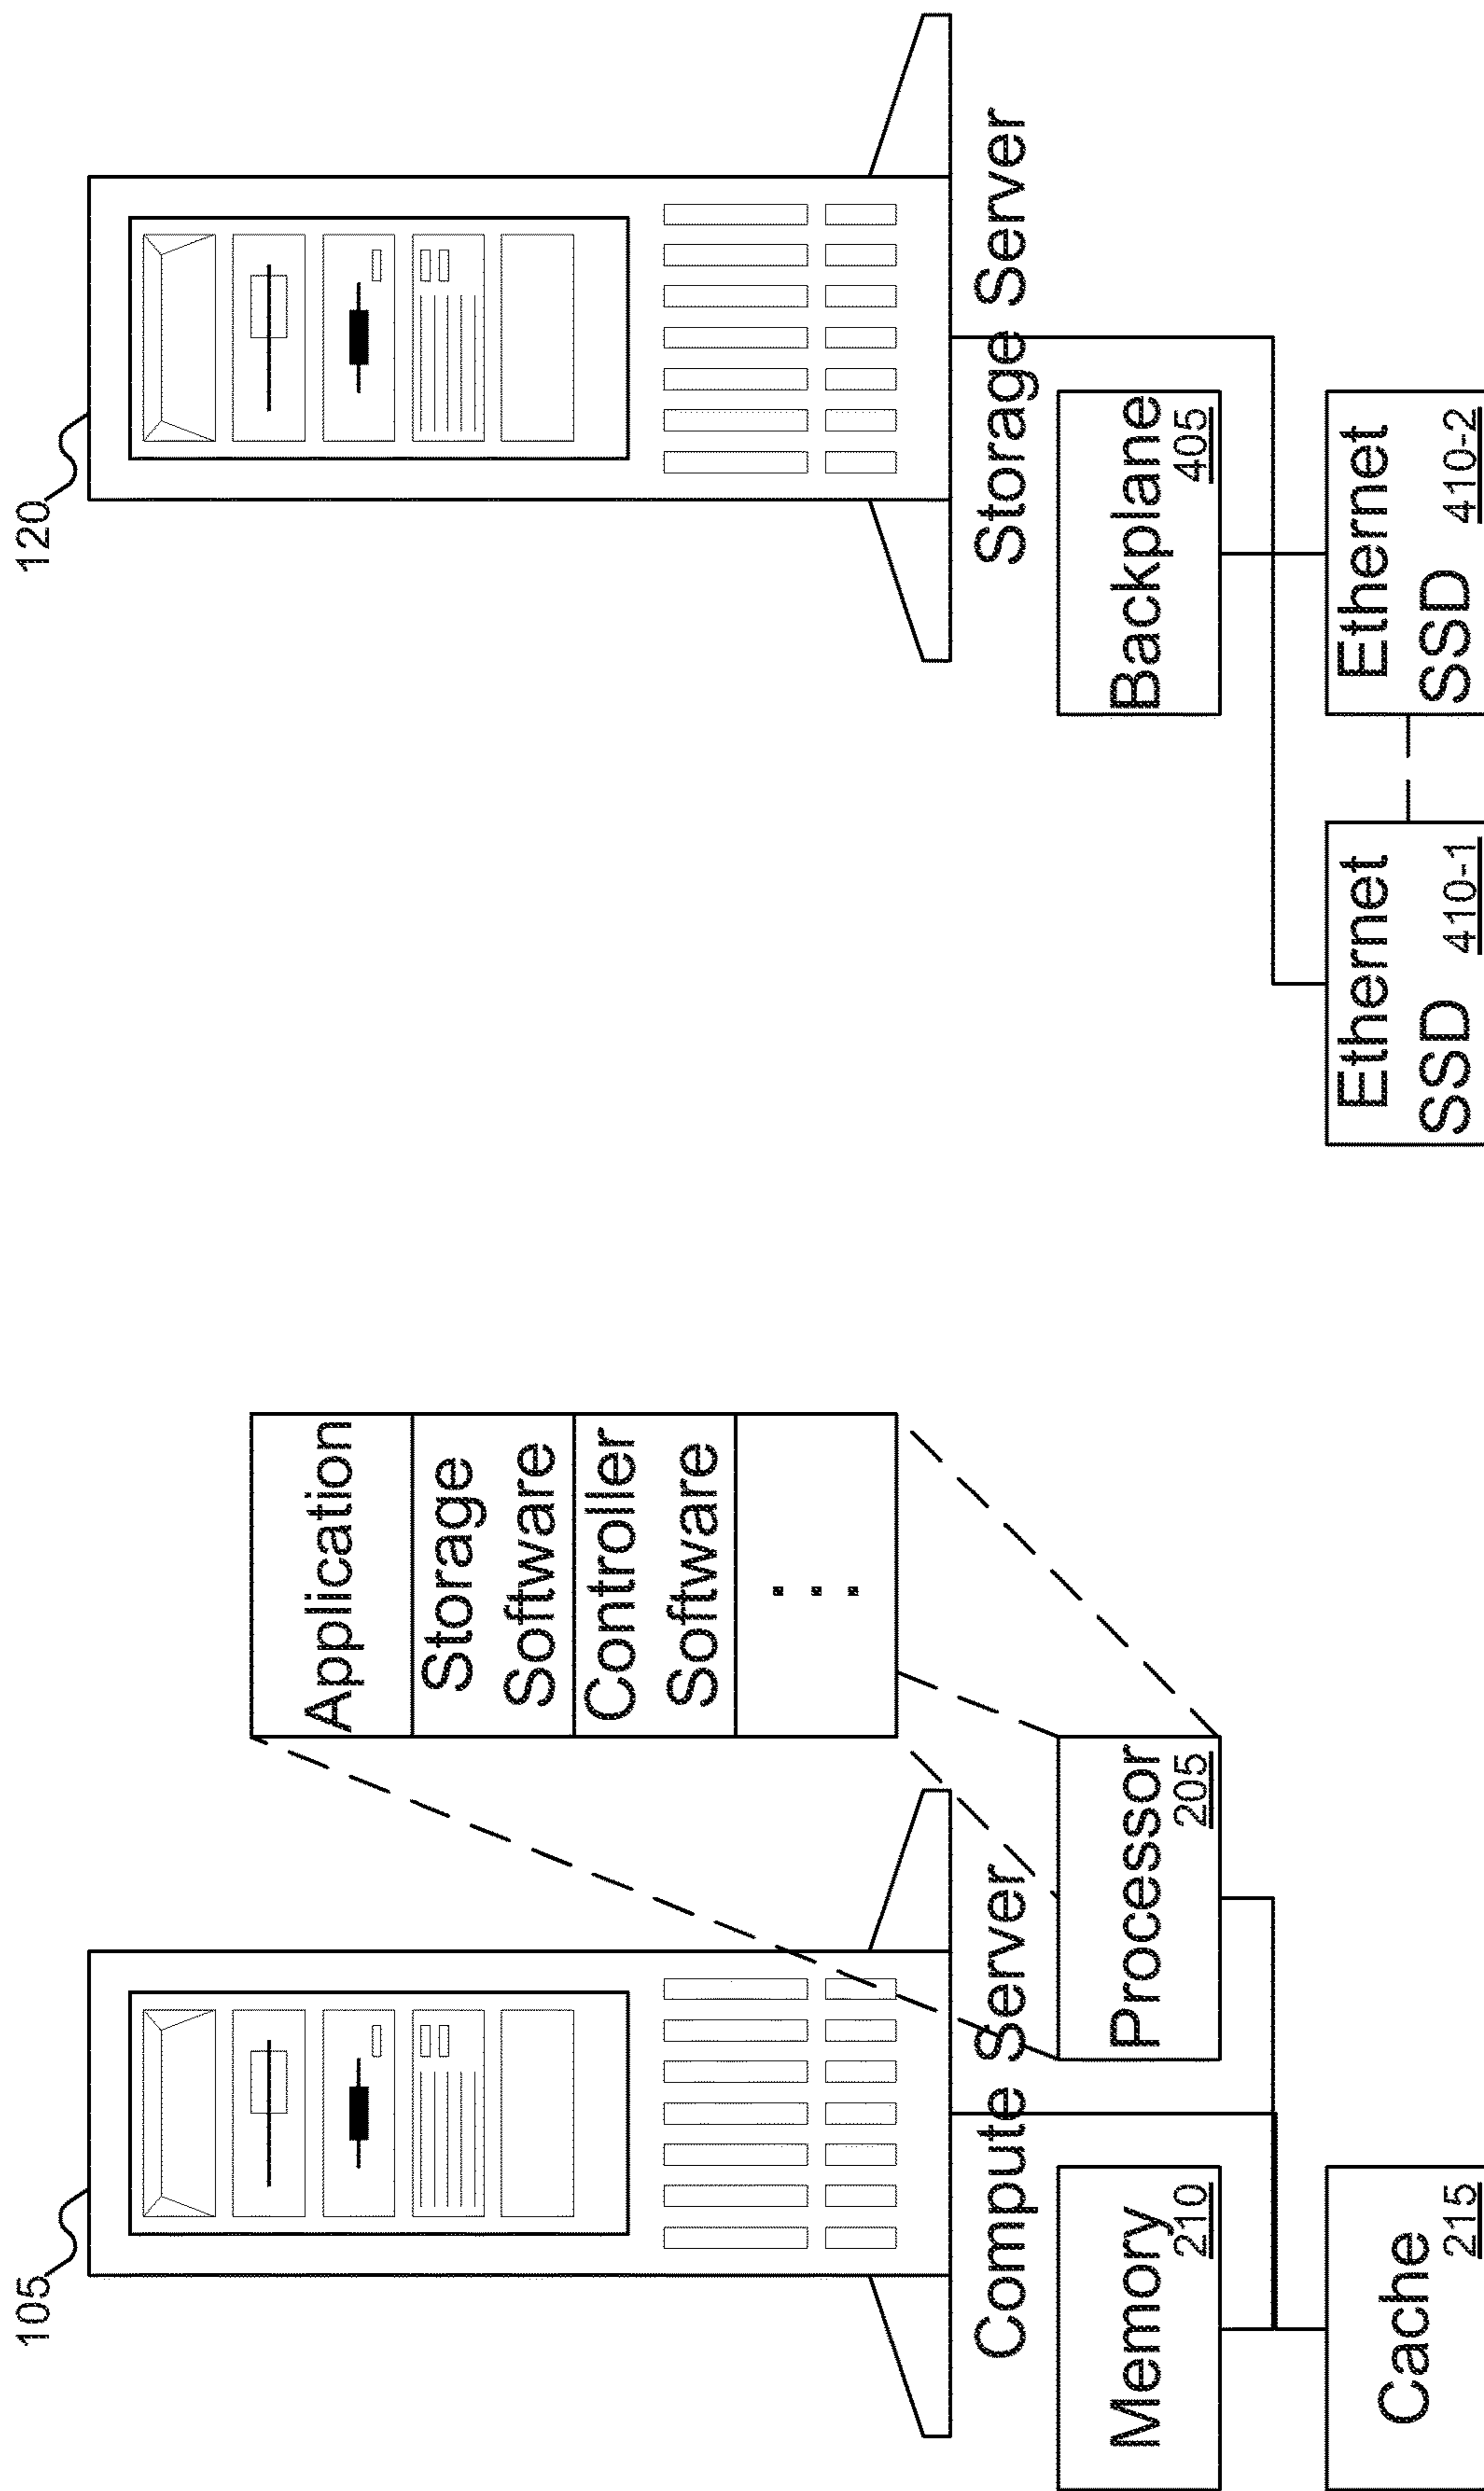 105
Compute Server
Application
Storage
Software
Controller
Software
...
Memory
210
Processor
205
Cache
215
120
Storage Server
Backplane
405
Ethernet
SSD 410-1
Ethernet
SSD 410-2